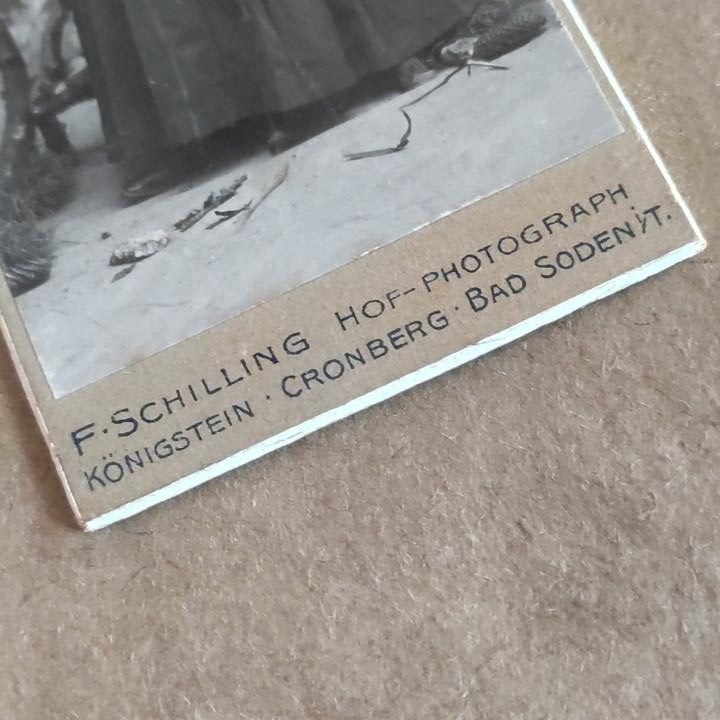 F. SCHILLING HOF-PHOTOGRAPH.
KÖNIGSTEIN · CRONBERG · BAD SODEN i/T.